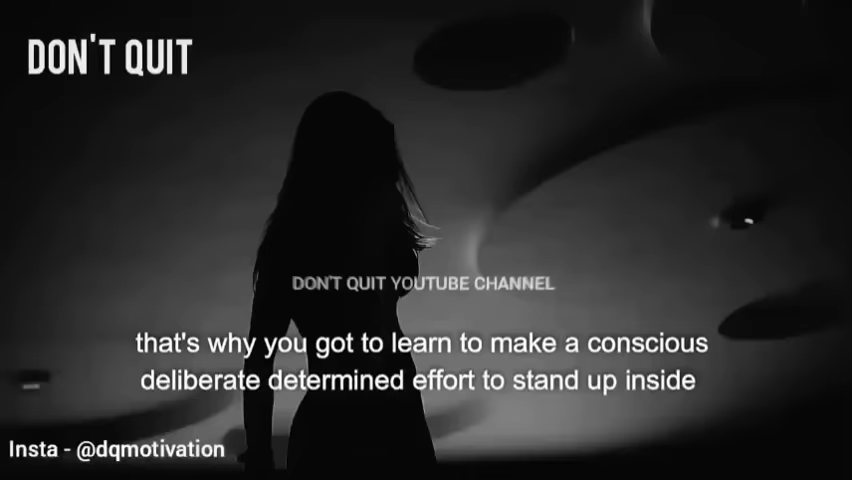 DON'T QUIT
DON'T QUIT YOUTUBE CHANNEL
that's why you got to learn to make a conscious
deliberate determined effort to stand up inside
Insta - @dqmotivation